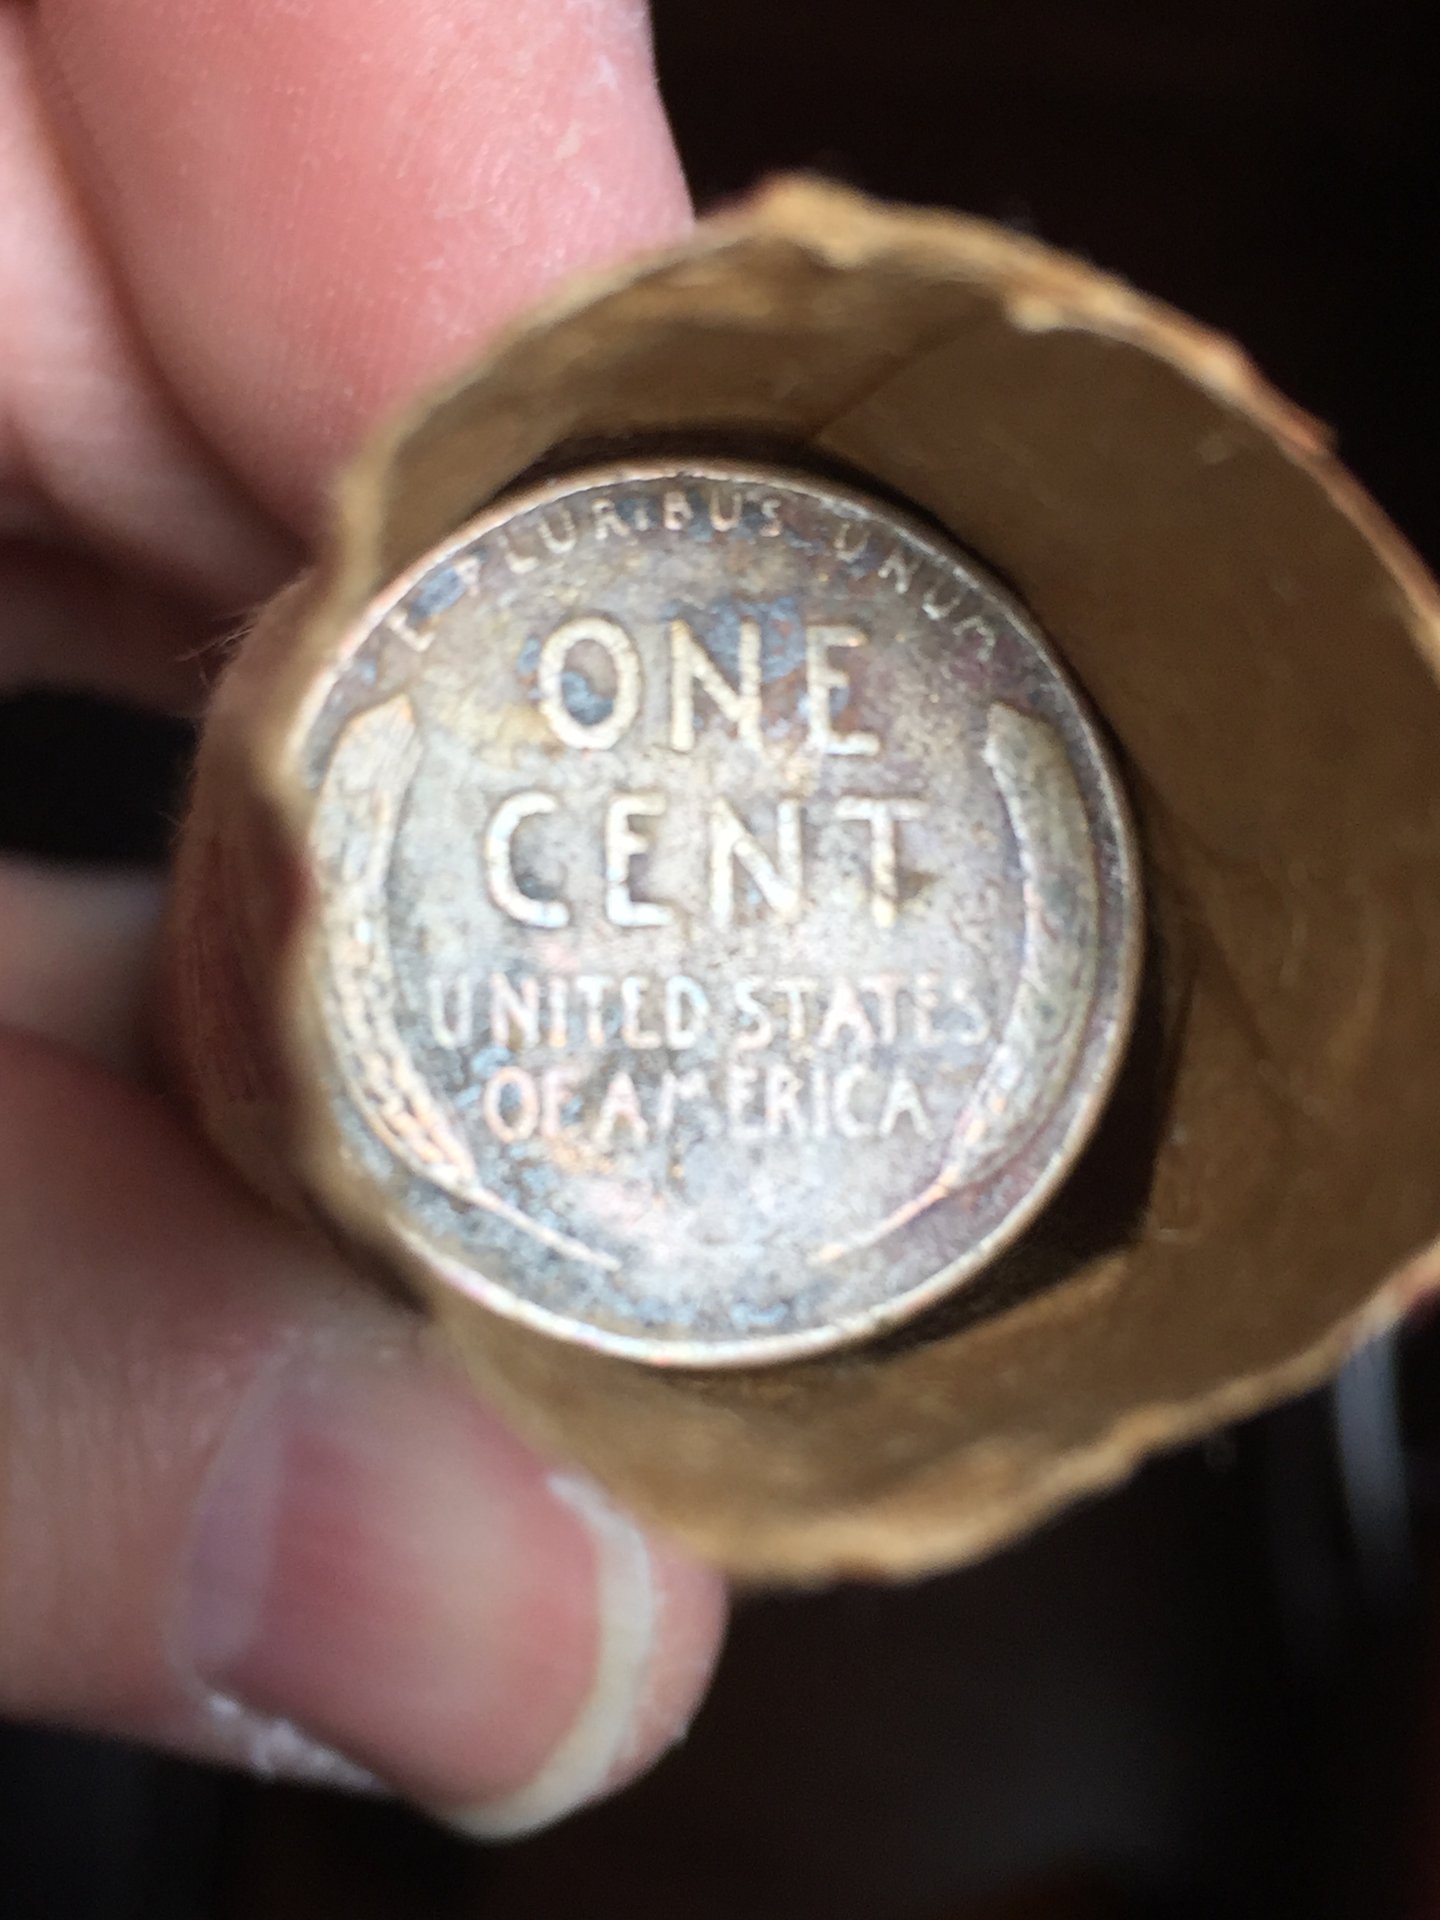 E PLURIBUS UNUM
ONE
CENT
UNITED STATES
OF AMERICA